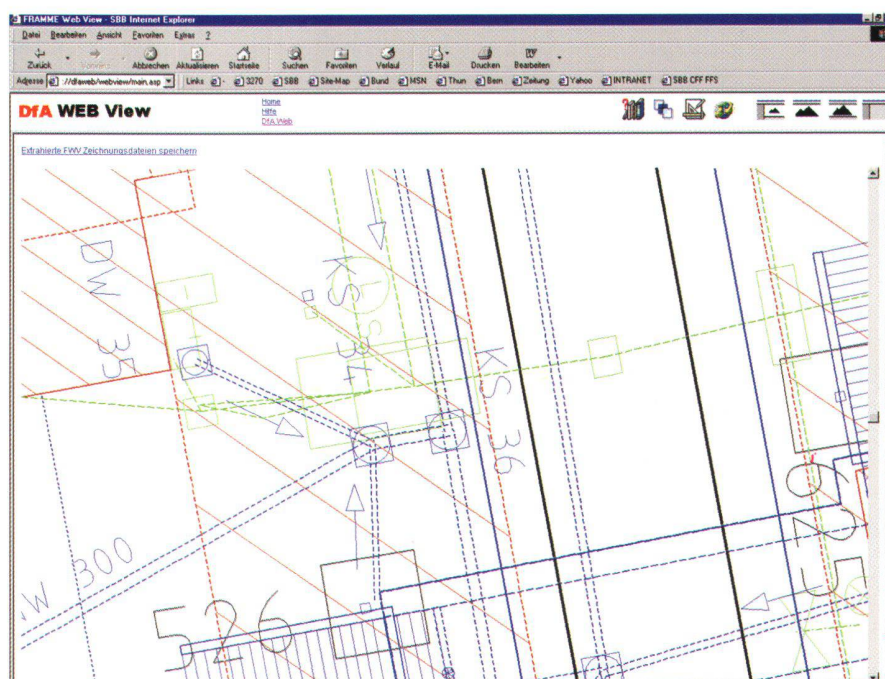 FRAMME Web View - SBB Internet Explorer
Datei Bearbeiten Ansicht Favoriten Extras ?
Zurück Abbrechen Aktualisieren Startseite Suchen Favoriten Verlauf E-Mail Drucken Bearbeiten
Adresse ://dfaweb/webview/main.asp Links 3270 SBB Site-Map Bund MSN Thun Bern Zeitung Yahoo INTRANET SBB CFF FFS
DfA WEB View
Home
Hilfe
DfA Web
Extrahierte FWV Zeichnungsdateien speichern
DW 35
KS 34
KS 36
W 300
526
526